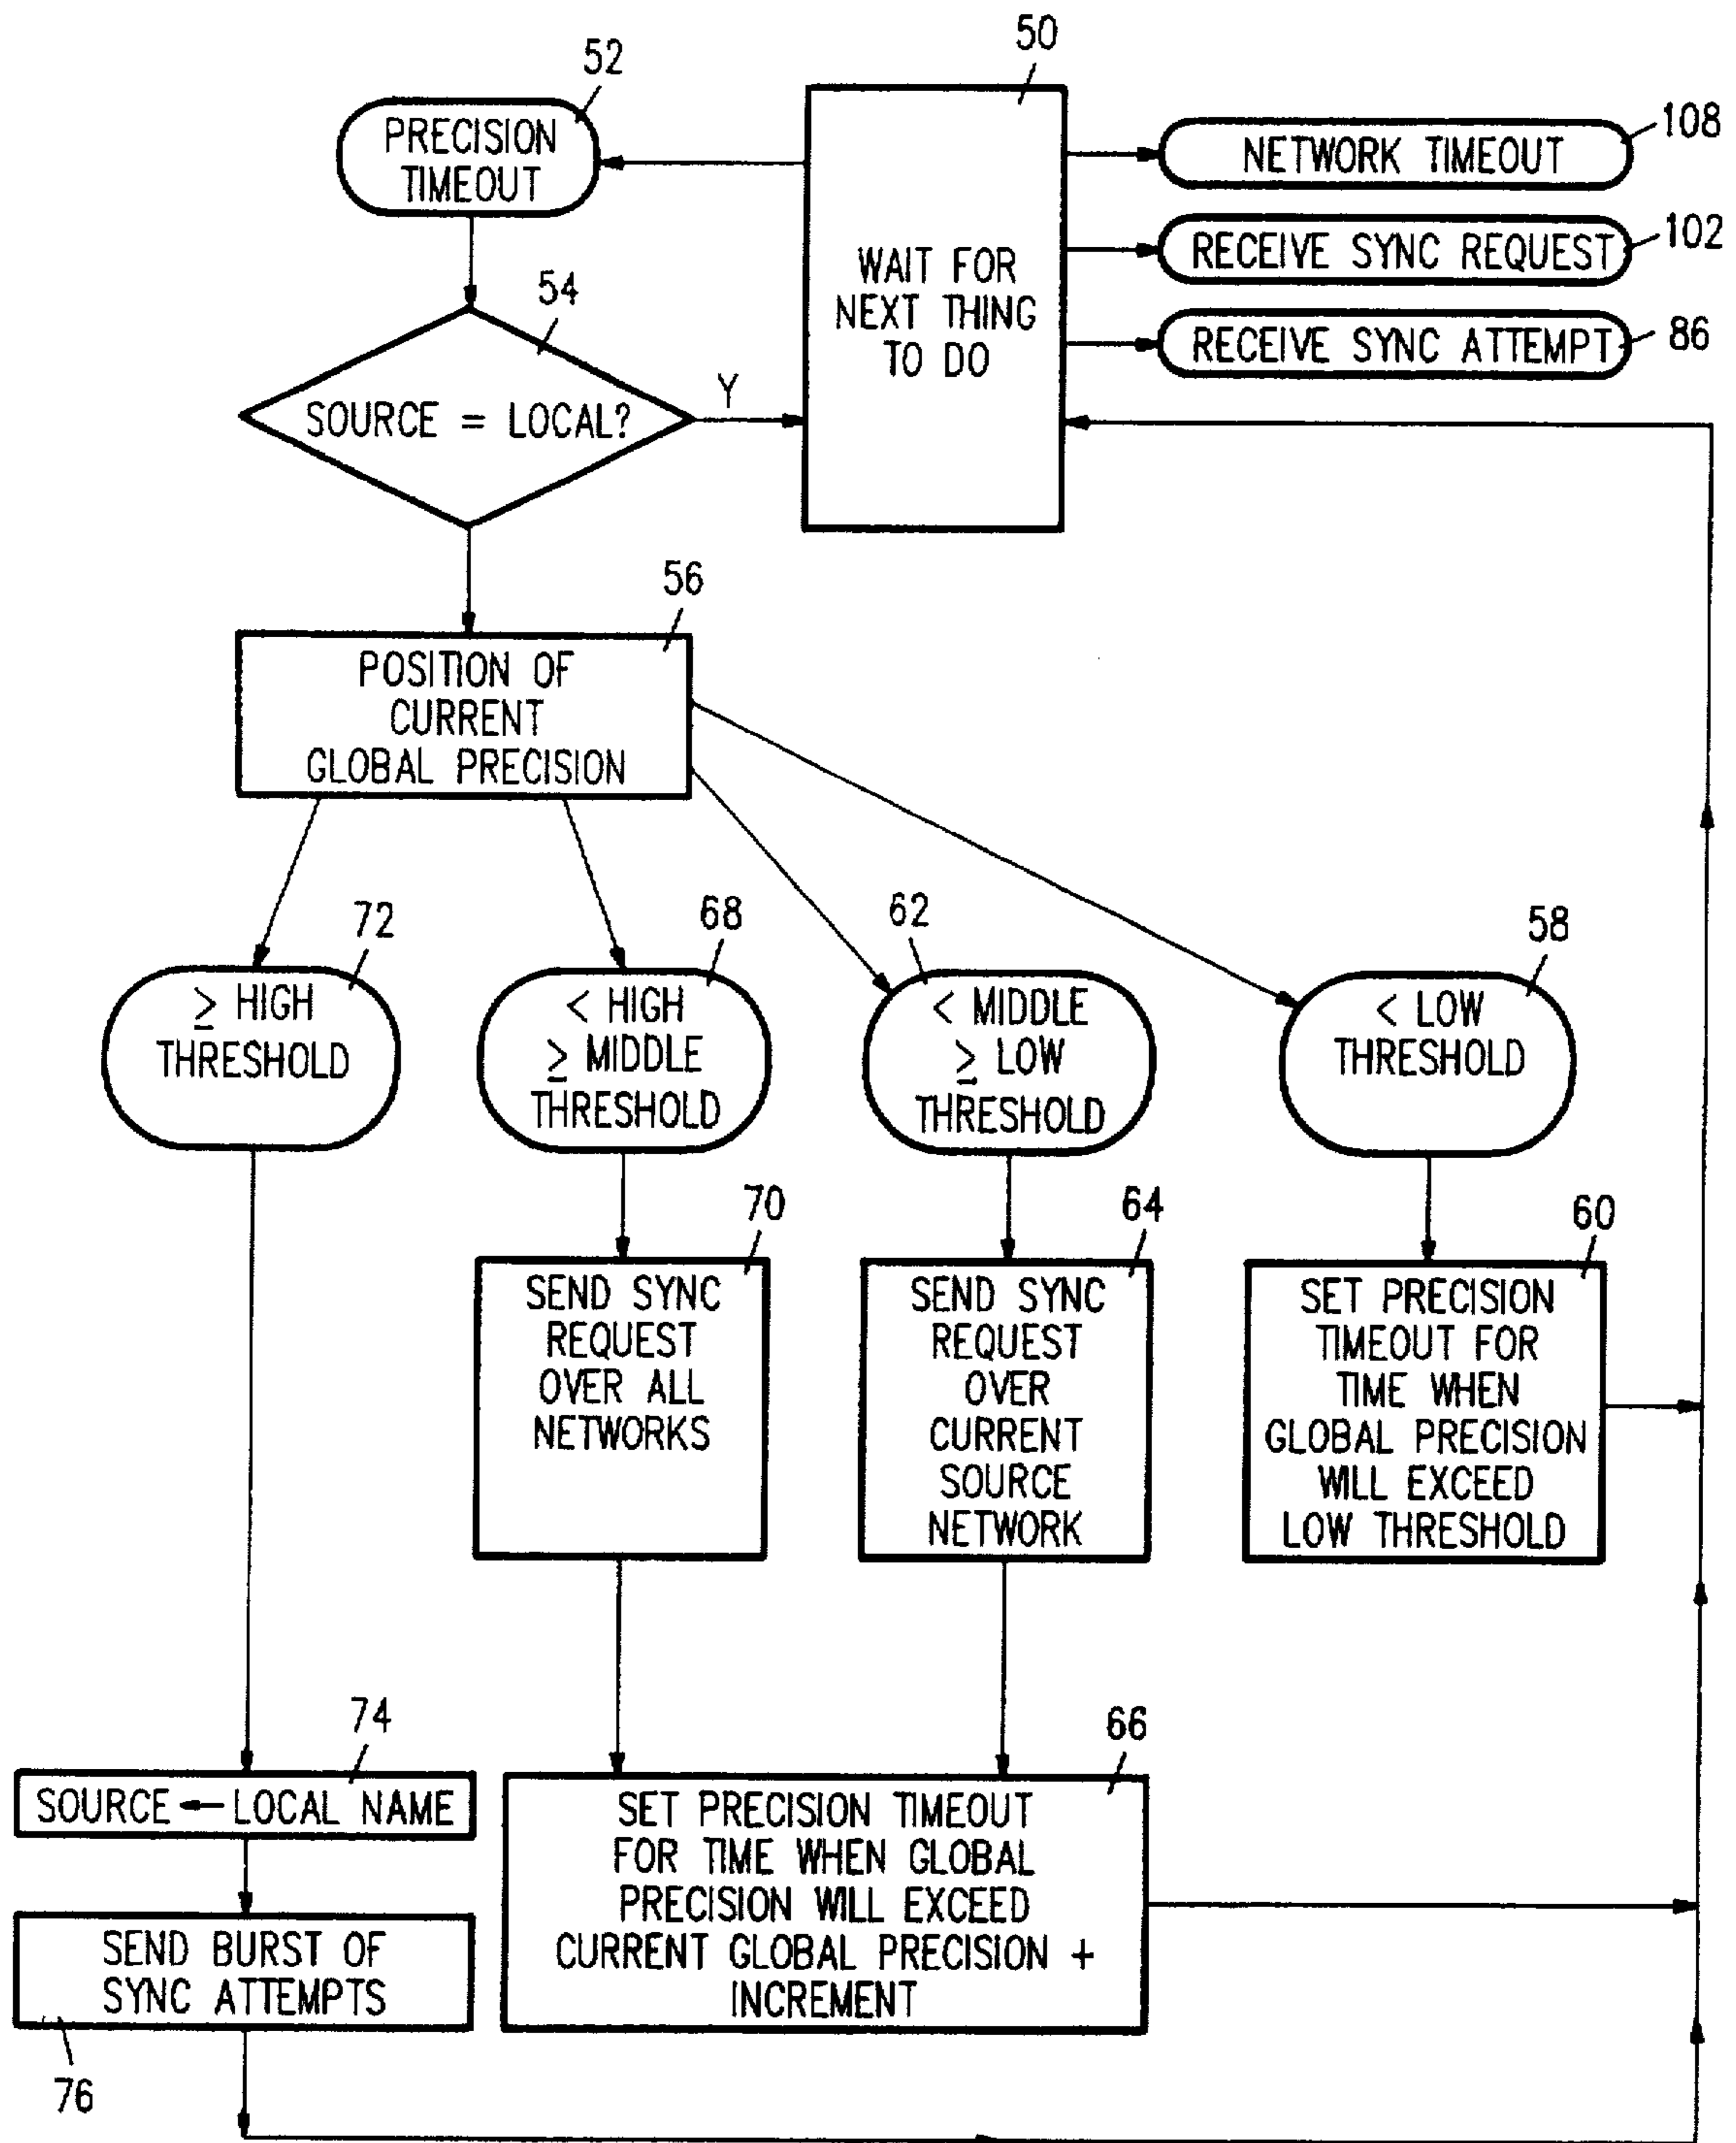 50
52
PRECISION
TIMEOUT
108
NETWORK TIMEOUT
102
RECEIVE SYNC REQUEST
86
RECEIVE SYNC ATTEMPT
WAIT FOR
NEXT THING
TO DO
54
SOURCE = LOCAL?
Y
56
POSITION OF
CURRENT
GLOBAL PRECISION
72
≥ HIGH
THRESHOLD
68
< HIGH
≥ MIDDLE
THRESHOLD
62
< MIDDLE
≥ LOW
THRESHOLD
58
< LOW
THRESHOLD
70
SEND SYNC
REQUEST
OVER ALL
NETWORKS
64
SEND SYNC
REQUEST
OVER
CURRENT
SOURCE
NETWORK
60
SET PRECISION
TIMEOUT FOR
TIME WHEN
GLOBAL PRECISION
WILL EXCEED
LOW THRESHOLD
74
SOURCE ← LOCAL NAME
66
SET PRECISION TIMEOUT
FOR TIME WHEN GLOBAL
PRECISION WILL EXCEED
CURRENT GLOBAL PRECISION +
INCREMENT
SEND BURST OF
SYNC ATTEMPTS
76